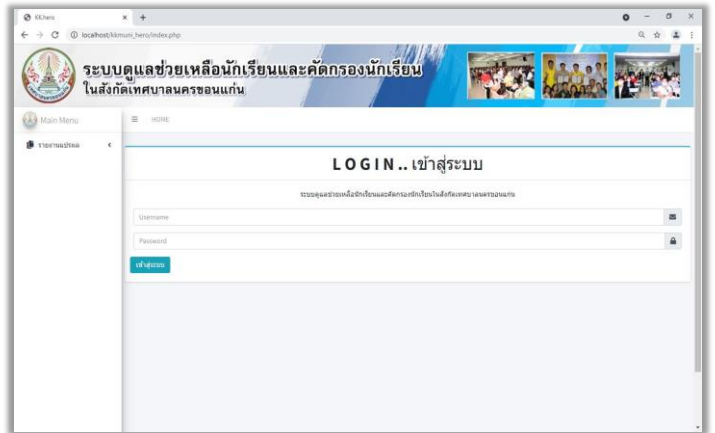 KKhero
localhost/kkmuni_hero/index.php
ระบบดูแลช่วยเหลือนักเรียนและคัดกรองนักเรียน
ในสังกัดเทศบาลนครขอนแก่น
Main Menu
HOME
รายงานแปรผล
L O G I N .. เข้าสู่ระบบ
ระบบดูแลช่วยเหลือนักเรียนและคัดกรองนักเรียนในสังกัดเทศบาลนครขอนแก่น
Username
Password
เข้าสู่ระบบ